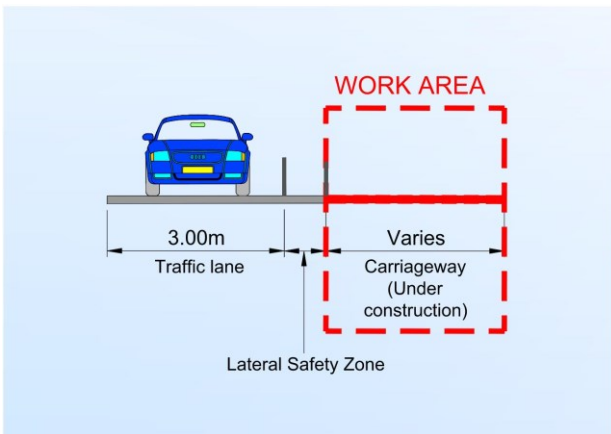 WORK AREA
3.00m
Traffic lane
Varies
Carriageway
(Under
construction)
Lateral Safety Zone